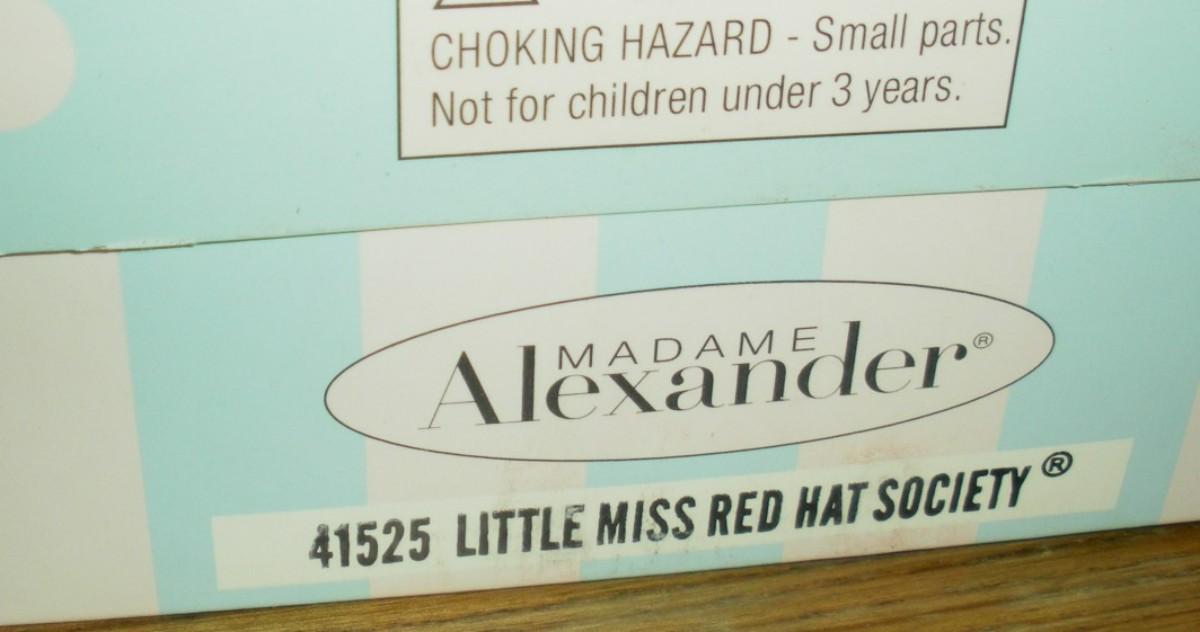 CHOKING HAZARD - Small parts.
Not for children under 3 years.
MADAME
Alexander®
41525 LITTLE MISS RED HAT SOCIETY ®